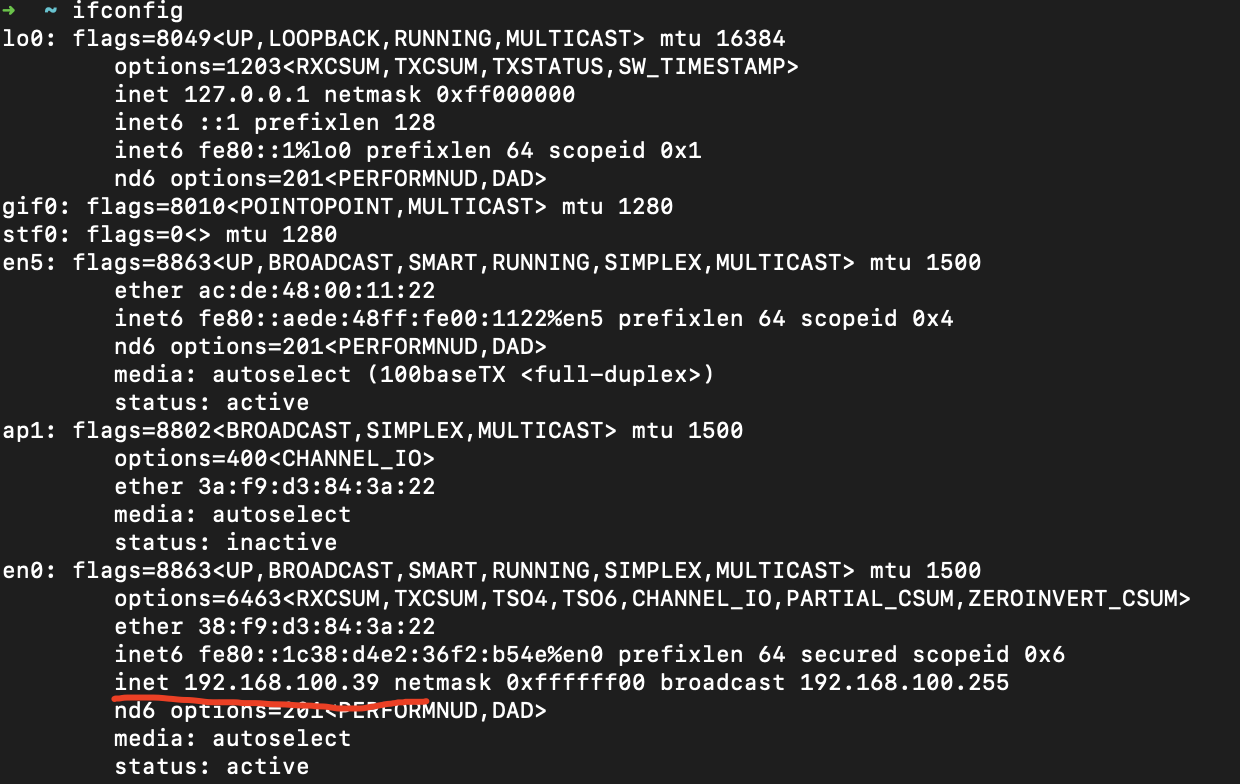 ➜  ~ ifconfig
lo0: flags=8049<UP,LOOPBACK,RUNNING,MULTICAST> mtu 16384
options=1203<RXCSUM,TXCSUM,TXSTATUS,SW_TIMESTAMP>
inet 127.0.0.1 netmask 0xff000000
inet6 ::1 prefixlen 128
inet6 fe80::1%lo0 prefixlen 64 scopeid 0x1
nd6 options=201<PERFORMNUD,DAD>
gif0: flags=8010<POINTOPOINT,MULTICAST> mtu 1280
stf0: flags=0<> mtu 1280
en5: flags=8863<UP,BROADCAST,SMART,RUNNING,SIMPLEX,MULTICAST> mtu 1500
ether ac:de:48:00:11:22
inet6 fe80::aede:48ff:fe00:1122%en5 prefixlen 64 scopeid 0x4
nd6 options=201<PERFORMNUD,DAD>
media: autoselect (100baseTX <full-duplex>)
status: active
ap1: flags=8802<BROADCAST,SIMPLEX,MULTICAST> mtu 1500
options=400<CHANNEL_IO>
ether 3a:f9:d3:84:3a:22
media: autoselect
status: inactive
en0: flags=8863<UP,BROADCAST,SMART,RUNNING,SIMPLEX,MULTICAST> mtu 1500
options=6463<RXCSUM,TXCSUM,TSO4,TSO6,CHANNEL_IO,PARTIAL_CSUM,ZEROINVERT_CSUM>
ether 38:f9:d3:84:3a:22
inet6 fe80::1c38:d4e2:36f2:b54e%en0 prefixlen 64 secured scopeid 0x6
inet 192.168.100.39 netmask 0xffffff00 broadcast 192.168.100.255
nd6 options=201<PERFORMNUD,DAD>
media: autoselect
status: active